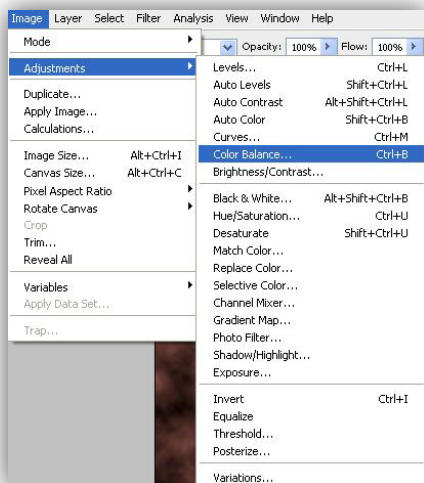 Image Layer Select Filter Analysis View Window Help
Opacity: 100% Flow: 100%
Mode
Adjustments
Duplicate...
Apply Image...
Calculations...
Image Size... Alt+Ctrl+I
Canvas Size... Alt+Ctrl+C
Pixel Aspect Ratio
Rotate Canvas
Crop
Trim...
Reveal All
Variables
Apply Data Set...
Trap...
Levels... Ctrl+L
Auto Levels Shift+Ctrl+L
Auto Contrast Alt+Shift+Ctrl+L
Auto Color Shift+Ctrl+B
Curves... Ctrl+M
Color Balance... Ctrl+B
Brightness/Contrast...
Black & White... Alt+Shift+Ctrl+B
Hue/Saturation... Ctrl+U
Desaturate Shift+Ctrl+U
Match Color...
Replace Color...
Selective Color...
Channel Mixer...
Gradient Map...
Photo Filter...
Shadow/Highlight...
Exposure...
Invert Ctrl+I
Equalize
Threshold...
Posterize...
Variations...